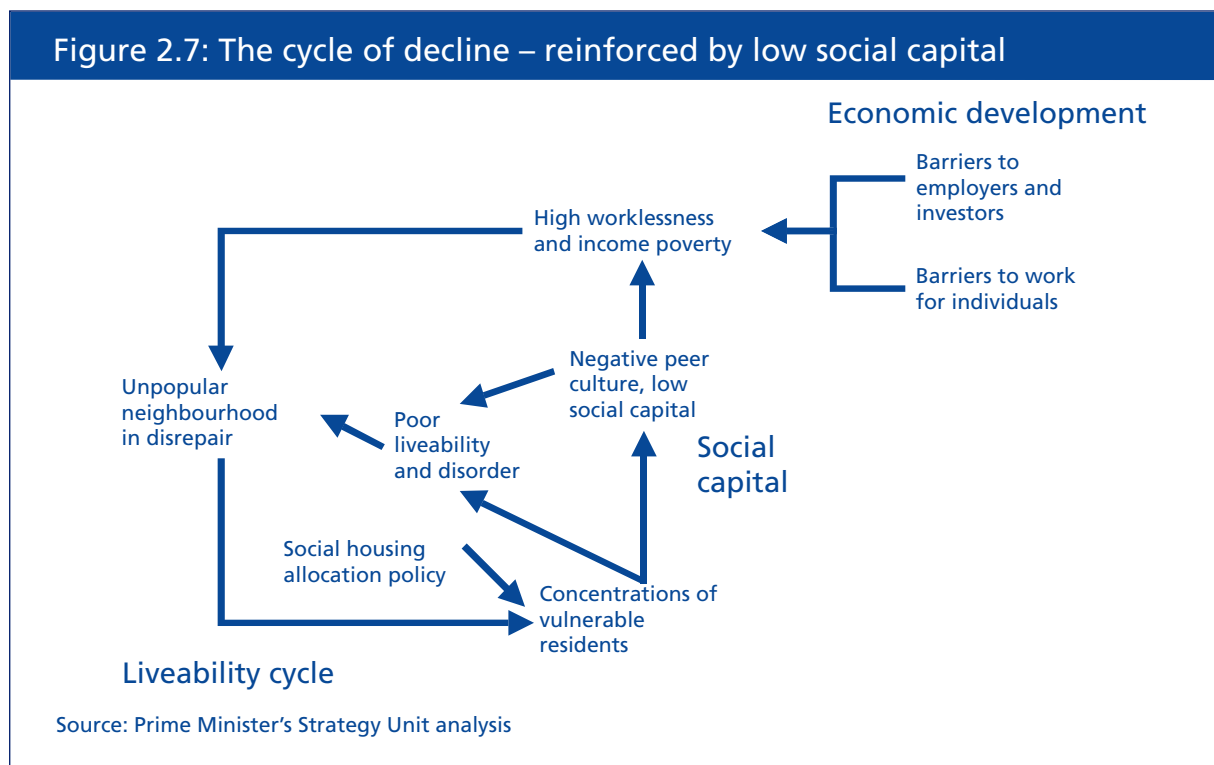 Figure 2.7: The cycle of decline – reinforced by low social capital
Economic development
Barriers to
employers and
investors
High worklessness
and income poverty
Barriers to work
for individuals
Negative peer
culture, low
social capital
Unpopular
neighbourhood
in disrepair
Poor
liveability
and disorder
Social
capital
Social housing
allocation policy
Concentrations of
vulnerable
residents
Liveability cycle
Source: Prime Minister’s Strategy Unit analysis